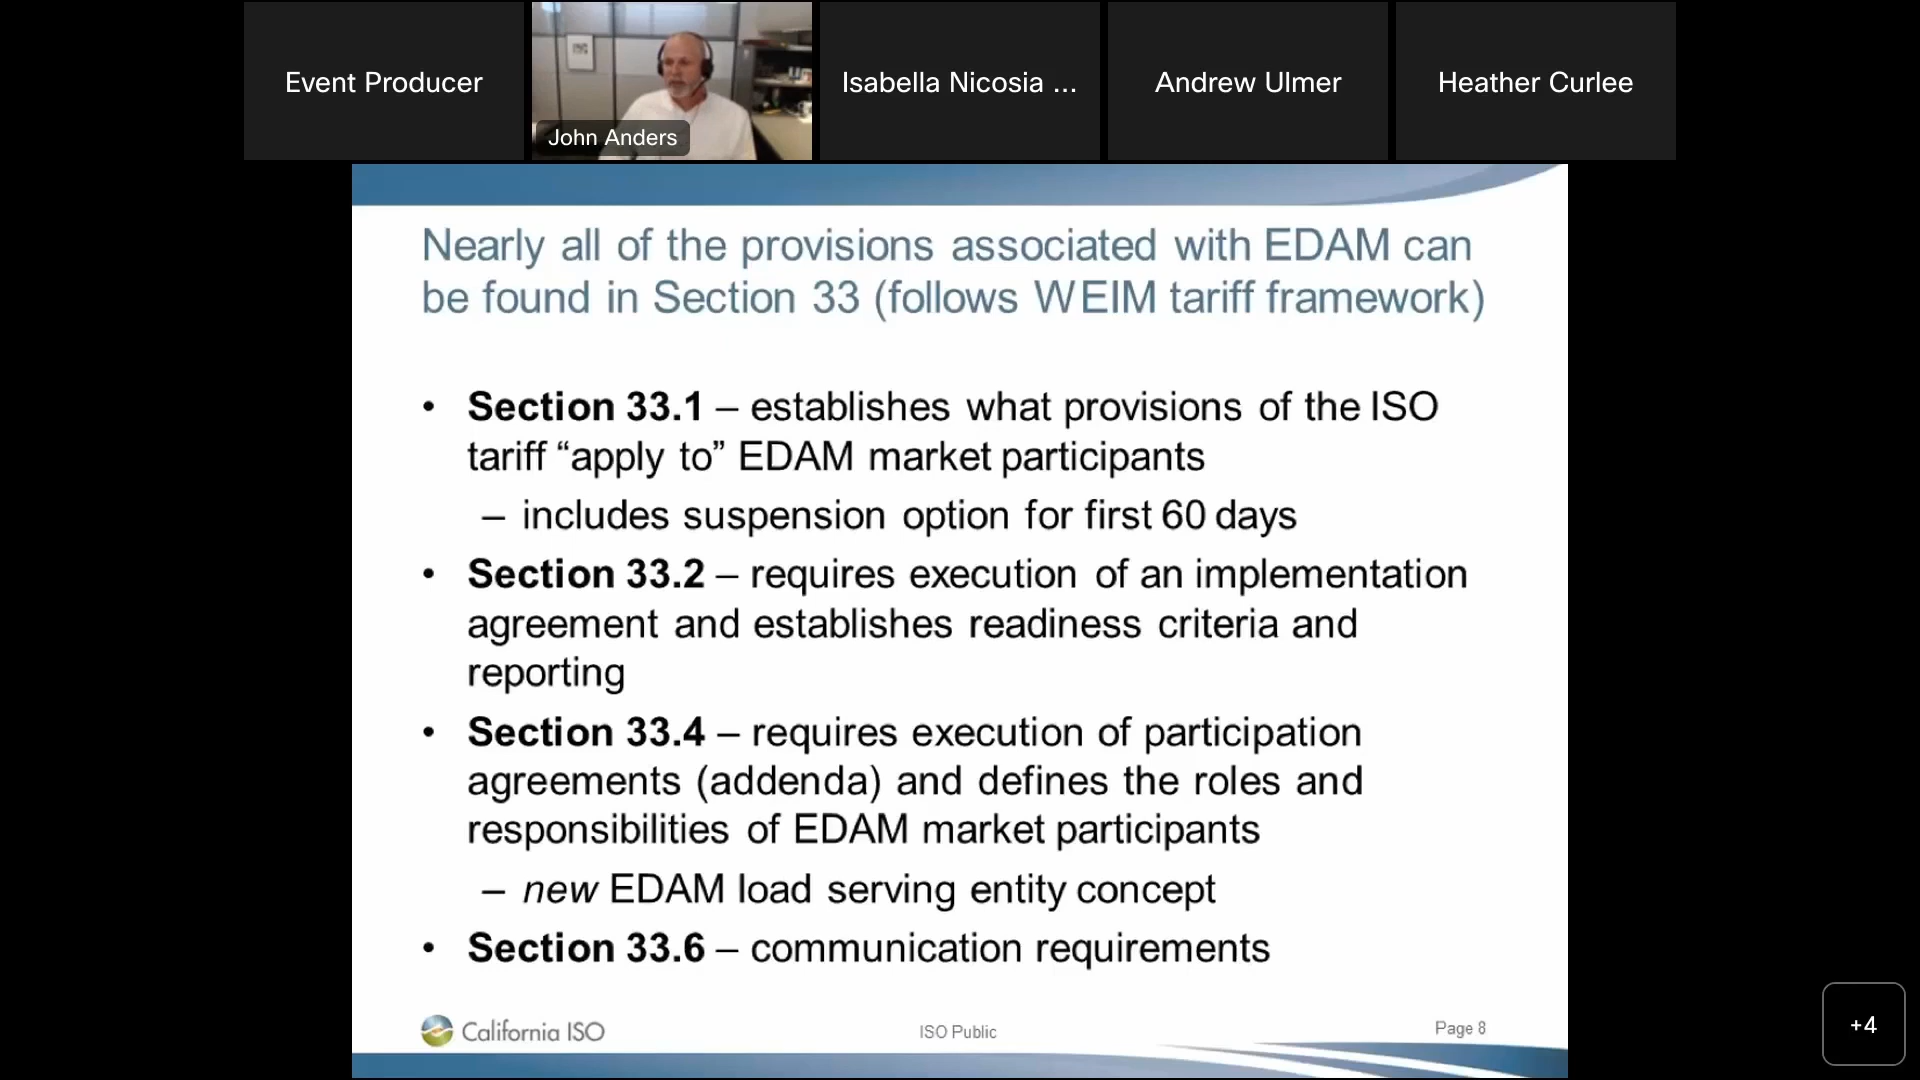 Event Producer
John Anders
Isabella Nicosia ...
Andrew Ulmer
Heather Curlee
Nearly all of the provisions associated with EDAM can
be found in Section 33 (follows WEIM tariff framework)
• Section 33.1 – establishes what provisions of the ISO
tariff “apply to” EDAM market participants
– includes suspension option for first 60 days
• Section 33.2 – requires execution of an implementation
agreement and establishes readiness criteria and
reporting
• Section 33.4 – requires execution of participation
agreements (addenda) and defines the roles and
responsibilities of EDAM market participants
– new EDAM load serving entity concept
• Section 33.6 – communication requirements
California ISO
ISO Public
Page 8
+4